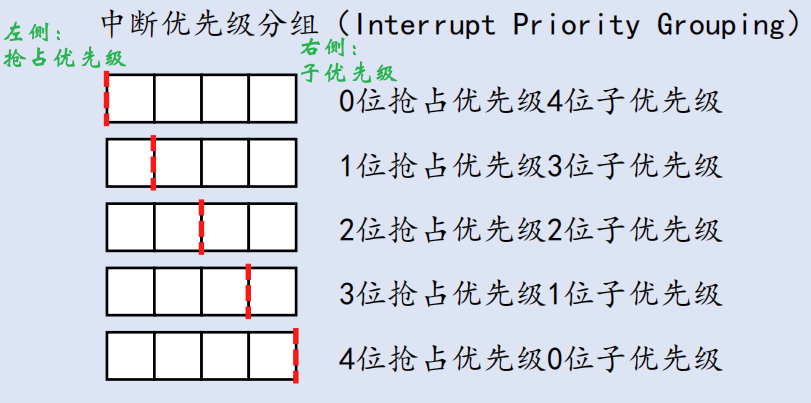 中断优先级分组（Interrupt Priority Grouping）
左侧：
抢占优先级
右侧：
子优先级
0位抢占优先级4位子优先级
1位抢占优先级3位子优先级
2位抢占优先级2位子优先级
3位抢占优先级1位子优先级
4位抢占优先级0位子优先级